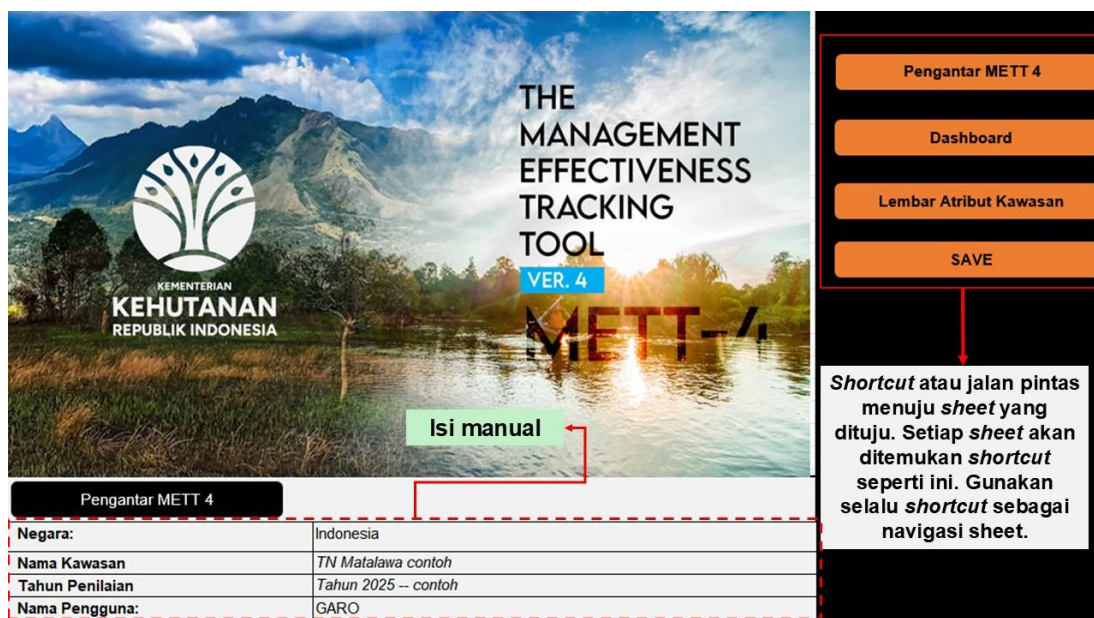 THE
MANAGEMENT
EFFECTIVENESS
TRACKING
TOOL
VER. 4
METT-4
KEMENTERIAN
KEHUTANAN
REPUBLIK INDONESIA
Isi manual
Pengantar METT 4
Dashboard
Lembar Atribut Kawasan
SAVE
Shortcut atau jalan pintas
menuju sheet yang
dituju. Setiap sheet akan
ditemukan shortcut
seperti ini. Gunakan
selalu shortcut sebagai
navigasi sheet.
Pengantar METT 4
Negara: Indonesia
Nama Kawasan TN Matalawa contoh
Tahun Penilaian Tahun 2025 -- contoh
Nama Pengguna: GARO